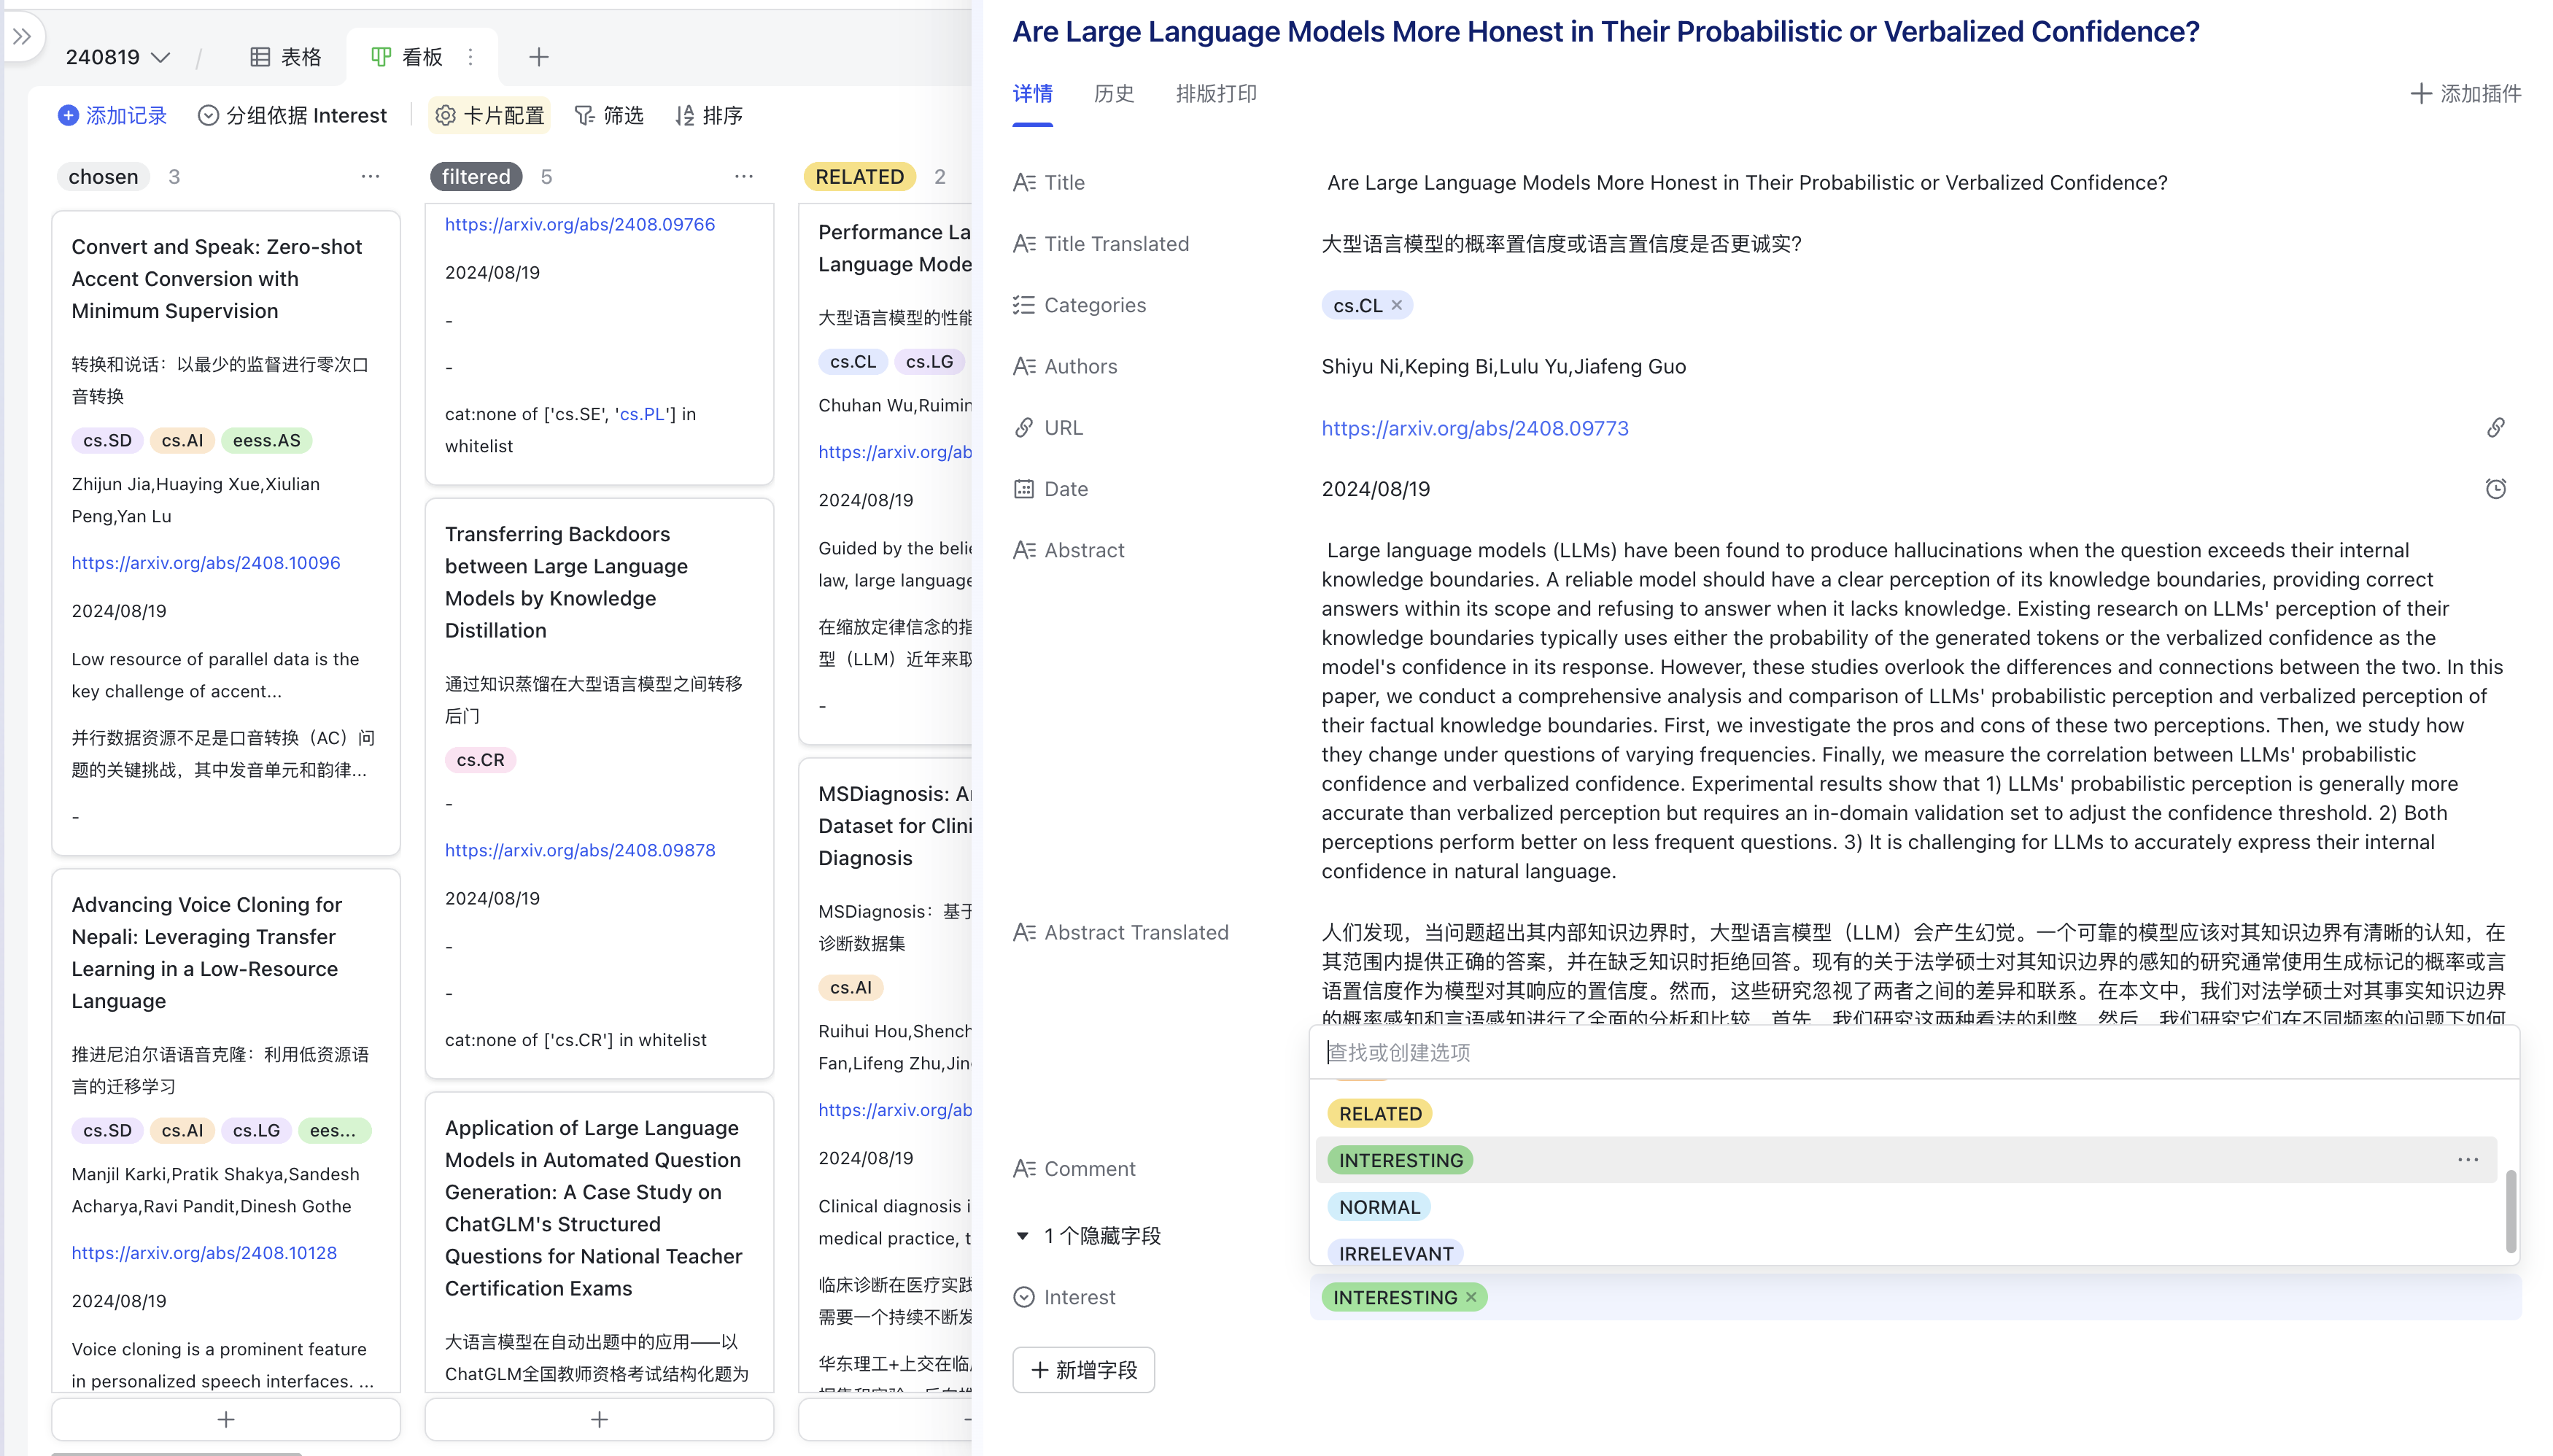 240819 / 表格 看板
添加记录 分组依据 Interest 卡片配置 筛选 排序
chosen 3
Convert and Speak: Zero-shot
Accent Conversion with
Minimum Supervision
转换和说话：以最少的监督进行零次口
音转换
cs.SD cs.AI eess.AS
Zhijun Jia,Huaying Xue,Xiulian
Peng,Yan Lu
https://arxiv.org/abs/2408.10096
2024/08/19
Low resource of parallel data is the
key challenge of accent...
并行数据资源不足是口音转换（AC）问
题的关键挑战，其中发音单元和韵律...
-
Advancing Voice Cloning for
Nepali: Leveraging Transfer
Learning in a Low-Resource
Language
推进尼泊尔语语音克隆：利用低资源语
言的迁移学习
cs.SD cs.AI cs.LG ees...
Manjil Karki,Pratik Shakya,Sandesh
Acharya,Ravi Pandit,Dinesh Gothe
https://arxiv.org/abs/2408.10128
2024/08/19
Voice cloning is a prominent feature
in personalized speech interfaces. ...
filtered 5
https://arxiv.org/abs/2408.09766
2024/08/19
-
-
cat:none of ['cs.SE', 'cs.PL'] in
whitelist
Transferring Backdoors
between Large Language
Models by Knowledge
Distillation
通过知识蒸馏在大型语言模型之间转移
后门
cs.CR
-
https://arxiv.org/abs/2408.09878
2024/08/19
-
-
cat:none of ['cs.CR'] in whitelist
Application of Large Language
Models in Automated Question
Generation: A Case Study on
ChatGLM's Structured
Questions for National Teacher
Certification Exams
大语言模型在自动出题中的应用——以
ChatGLM全国教师资格考试结构化题为
RELATED 2
Performance La
Language Mode
大型语言模型的性能
cs.CL cs.LG
Chuhan Wu,Ruimin
https://arxiv.org/ab
2024/08/19
Guided by the belie
law, large language
在缩放定律信念的指
型（LLM）近年来取
-
MSDiagnosis: A
Dataset for Clini
Diagnosis
MSDiagnosis：基于
诊断数据集
cs.AI
Ruihui Hou,Shench
Fan,Lifeng Zhu,Jin
https://arxiv.org/ab
2024/08/19
Clinical diagnosis i
medical practice, t
临床诊断在医疗实践
需要一个持续不断发
华东理工+上交在临
Are Large Language Models More Honest in Their Probabilistic or Verbalized Confidence?
详情 历史 排版打印 添加插件
Title Are Large Language Models More Honest in Their Probabilistic or Verbalized Confidence?
Title Translated 大型语言模型的概率置信度或语言置信度是否更诚实?
Categories cs.CL
Authors Shiyu Ni,Keping Bi,Lulu Yu,Jiafeng Guo
URL https://arxiv.org/abs/2408.09773
Date 2024/08/19
Abstract Large language models (LLMs) have been found to produce hallucinations when the question exceeds their internal
knowledge boundaries. A reliable model should have a clear perception of its knowledge boundaries, providing correct
answers within its scope and refusing to answer when it lacks knowledge. Existing research on LLMs' perception of their
knowledge boundaries typically uses either the probability of the generated tokens or the verbalized confidence as the
model's confidence in its response. However, these studies overlook the differences and connections between the two. In this
paper, we conduct a comprehensive analysis and comparison of LLMs' probabilistic perception and verbalized perception of
their factual knowledge boundaries. First, we investigate the pros and cons of these two perceptions. Then, we study how
they change under questions of varying frequencies. Finally, we measure the correlation between LLMs' probabilistic
confidence and verbalized confidence. Experimental results show that 1) LLMs' probabilistic perception is generally more
accurate than verbalized perception but requires an in-domain validation set to adjust the confidence threshold. 2) Both
perceptions perform better on less frequent questions. 3) It is challenging for LLMs to accurately express their internal
confidence in natural language.
Abstract Translated 人们发现，当问题超出其内部知识边界时，大型语言模型（LLM）会产生幻觉。一个可靠的模型应该对其知识边界有清晰的认知，在
其范围内提供正确的答案，并在缺乏知识时拒绝回答。现有的关于法学硕士对其知识边界的感知的研究通常使用生成标记的概率或言
语置信度作为模型对其响应的置信度。然而，这些研究忽视了两者之间的差异和联系。在本文中，我们对法学硕士对其事实知识边界
的概率感知和言语感知进行了全面的分析和比较。首先，我们研究这两种看法的利弊。然后，我们研究它们在不同频率的问题下如何
查找或创建选项
RELATED
INTERESTING
NORMAL
IRRELEVANT
Comment
1 个隐藏字段
Interest INTERESTING
新增字段